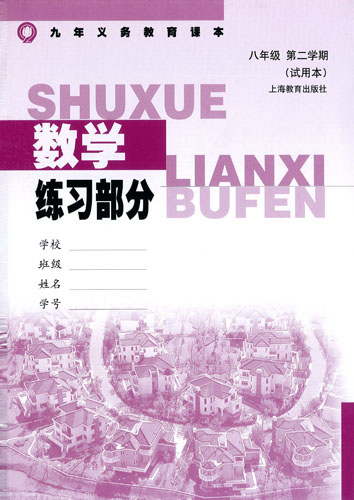 九年义务教育课本
八年级 第二学期
(试用本)
上海教育出版社
SHUXUE
数学
LIANXI
练习部分
BUFEN
学校
班级
姓名
学号